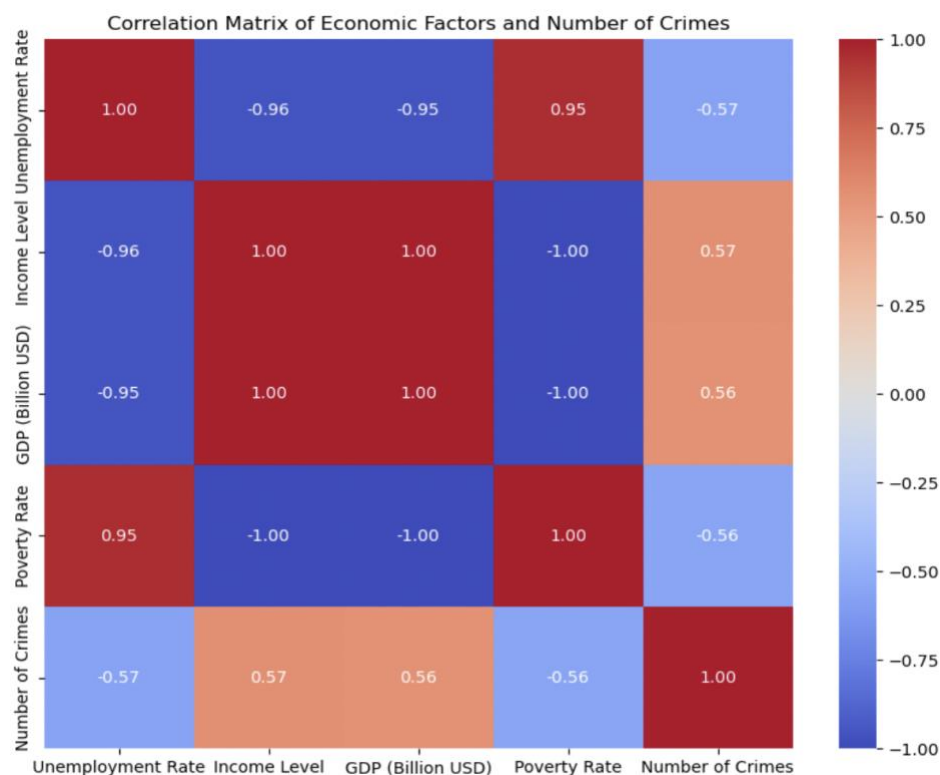 Correlation Matrix of Economic Factors and Number of Crimes
Unemployment Rate
1.00 -0.96 -0.95 0.95 -0.57
Income Level
-0.96 1.00 1.00 -1.00 0.57
GDP (Billion USD)
-0.95 1.00 1.00 -1.00 0.56
Poverty Rate
0.95 -1.00 -1.00 1.00 -0.56
Number of Crimes
-0.57 0.57 0.56 -0.56 1.00
Unemployment Rate Income Level GDP (Billion USD) Poverty Rate Number of Crimes
1.00
0.75
0.50
0.25
0.00
−0.25
−0.50
−0.75
−1.00